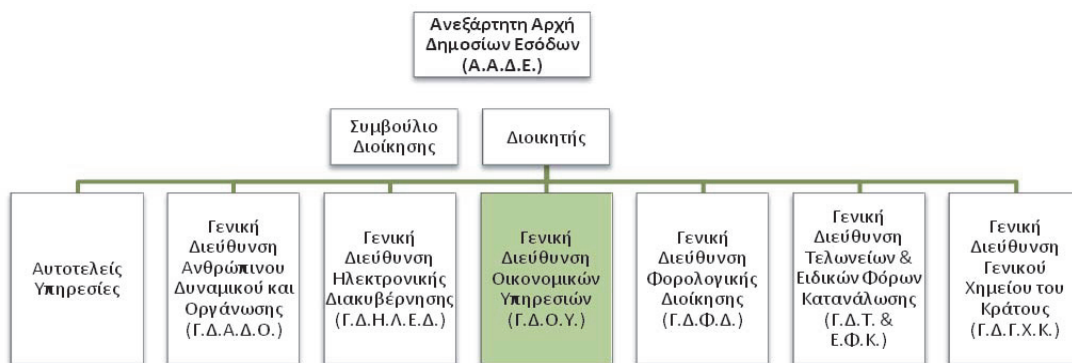 Ανεξάρτητη Αρχή
Δημοσίων Εσόδων
(Α.Α.Δ.Ε.)
Συμβούλιο
Διοίκησης
Διοικητής
Αυτοτελείς
Υπηρεσίες
Γενική
Διεύθυνση
Ανθρώπινου
Δυναμικού και
Οργάνωσης
(Γ.Δ.Α.Δ.Ο.)
Γενική
Διεύθυνση
Ηλεκτρονικής
Διακυβέρνησης
(Γ.Δ.Η.Λ.Ε.Δ.)
Γενική
Διεύθυνση
Οικονομικών
Υπηρεσιών
(Γ.Δ.Ο.Υ.)
Γενική
Διεύθυνση
Φορολογικής
Διοίκησης
(Γ.Δ.Φ.Δ.)
Γενική
Διεύθυνση
Τελωνείων &
Ειδικών Φόρων
Κατανάλωσης
(Γ.Δ.Τ. &
Ε.Φ.Κ.)
Γενική
Διεύθυνση
Γενικού
Χημείου του
Κράτους
(Γ.Δ.Γ.Χ.Κ.)